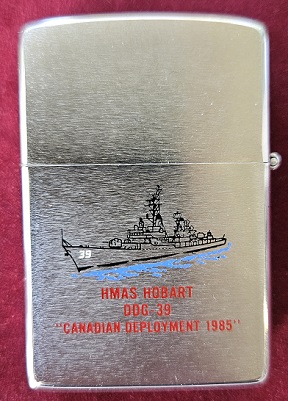 39
HMAS HOBART
DDG 39
"CANADIAN DEPLOYMENT 1985"